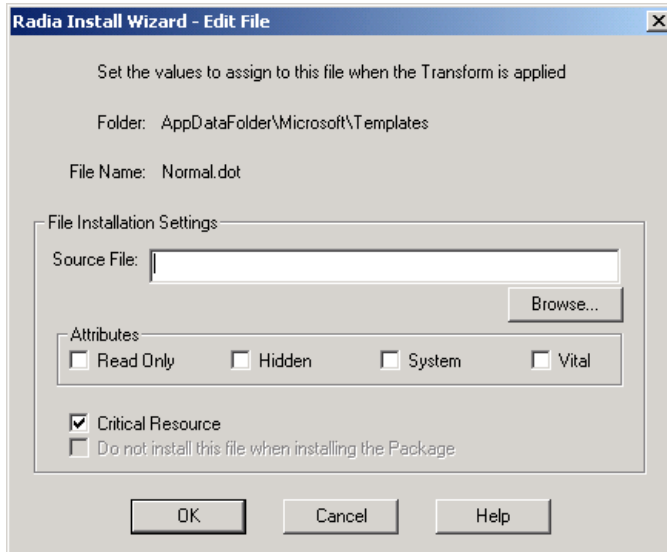 Radia Install Wizard - Edit File
Set the values to assign to this file when the Transform is applied
Folder: AppDataFolder\Microsoft\Templates
File Name: Normal.dot
File Installation Settings
Source File:
Browse...
Attributes
Read Only Hidden System Vital
Critical Resource
Do not install this file when installing the Package
OK Cancel Help